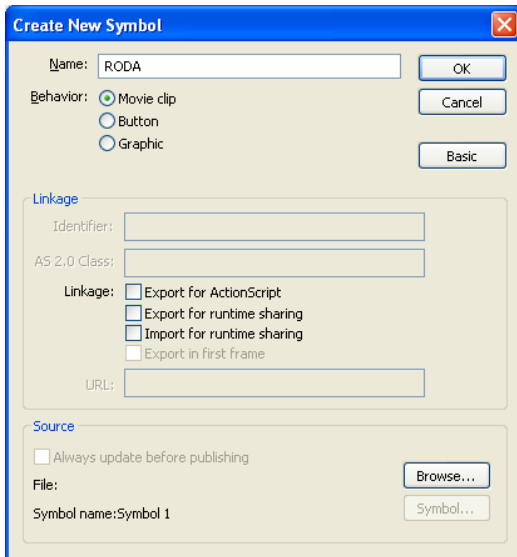 Create New Symbol
Name: RODA
OK
Behavior: Movie clip
Cancel
Button
Graphic
Basic
Linkage
Identifier:
AS 2.0 Class:
Linkage: Export for ActionScript
Export for runtime sharing
Import for runtime sharing
Export in first frame
URL:
Source
Always update before publishing
File:
Browse...
Symbol name:Symbol 1
Symbol...